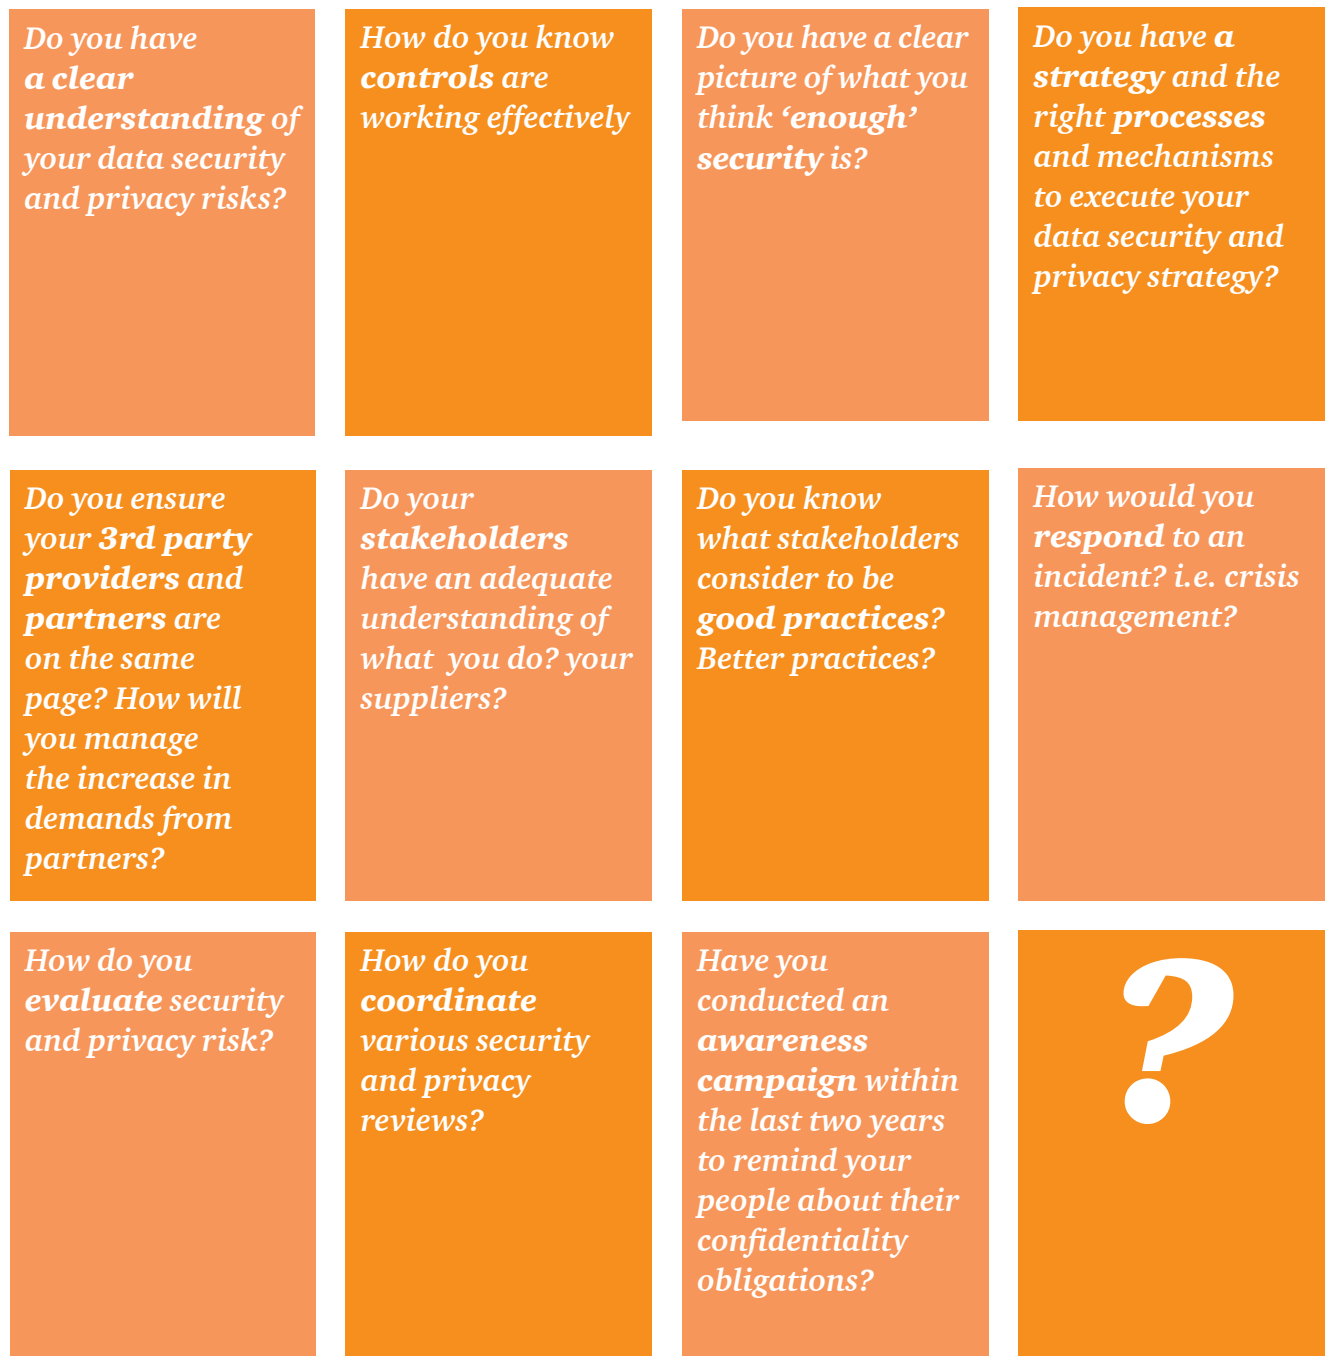 Do you have
a clear
understanding of
your data security
and privacy risks?
How do you know
controls are
working effectively
Do you have a clear
picture of what you
think ‘enough’
security is?
Do you have a
strategy and the
right processes
and mechanisms
to execute your
data security and
privacy strategy?
Do you ensure
your 3rd party
providers and
partners are
on the same
page? How will
you manage
the increase in
demands from
partners?
Do your
stakeholders
have an adequate
understanding of
what  you do? your
suppliers?
Do you know
what stakeholders
consider to be
good practices?
Better practices?
How would you
respond to an
incident? i.e. crisis
management?
How do you
evaluate security
and privacy risk?
How do you
coordinate
various security
and privacy
reviews?
Have you
conducted an
awareness
campaign within
the last two years
to remind your
people about their
confidentiality
obligations?
?